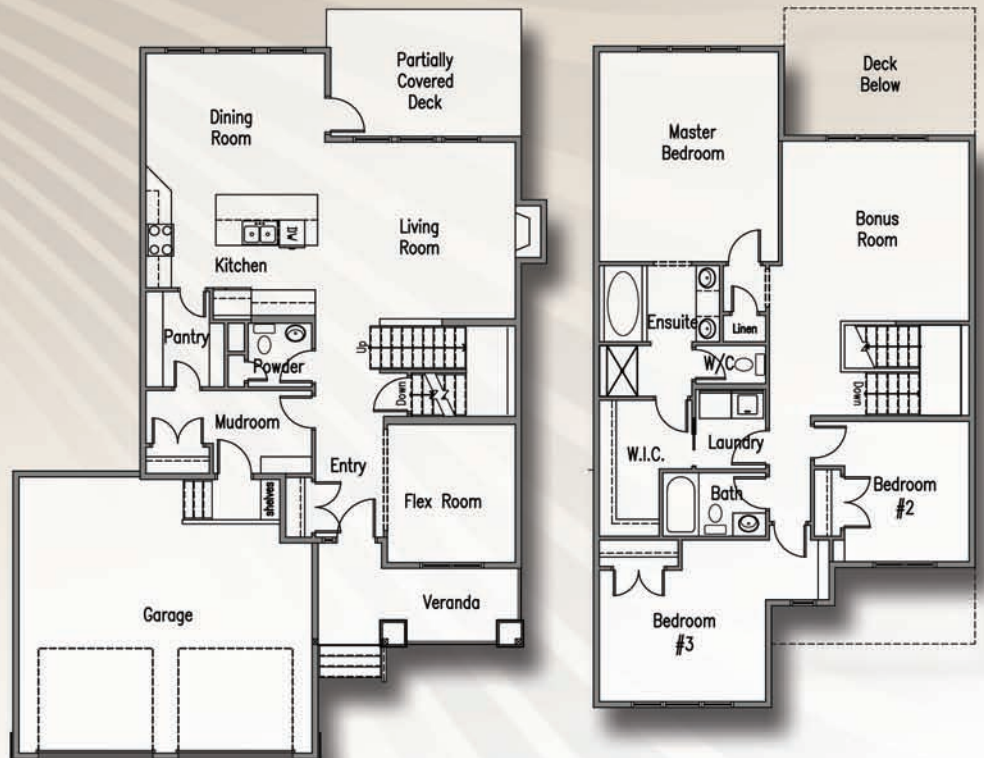 Partially
Covered
Deck
Dining
Room
Living
Room
DW
Kitchen
Pantry
Powder
Up
Down
Mudroom
Entry
shelves
Flex Room
Veranda
Garage
Deck
Below
Master
Bedroom
Bonus
Room
Ensuite
Linen
W/C
Down
W.I.C.
Laundry
Bath
Bedroom
#2
Bedroom
#3